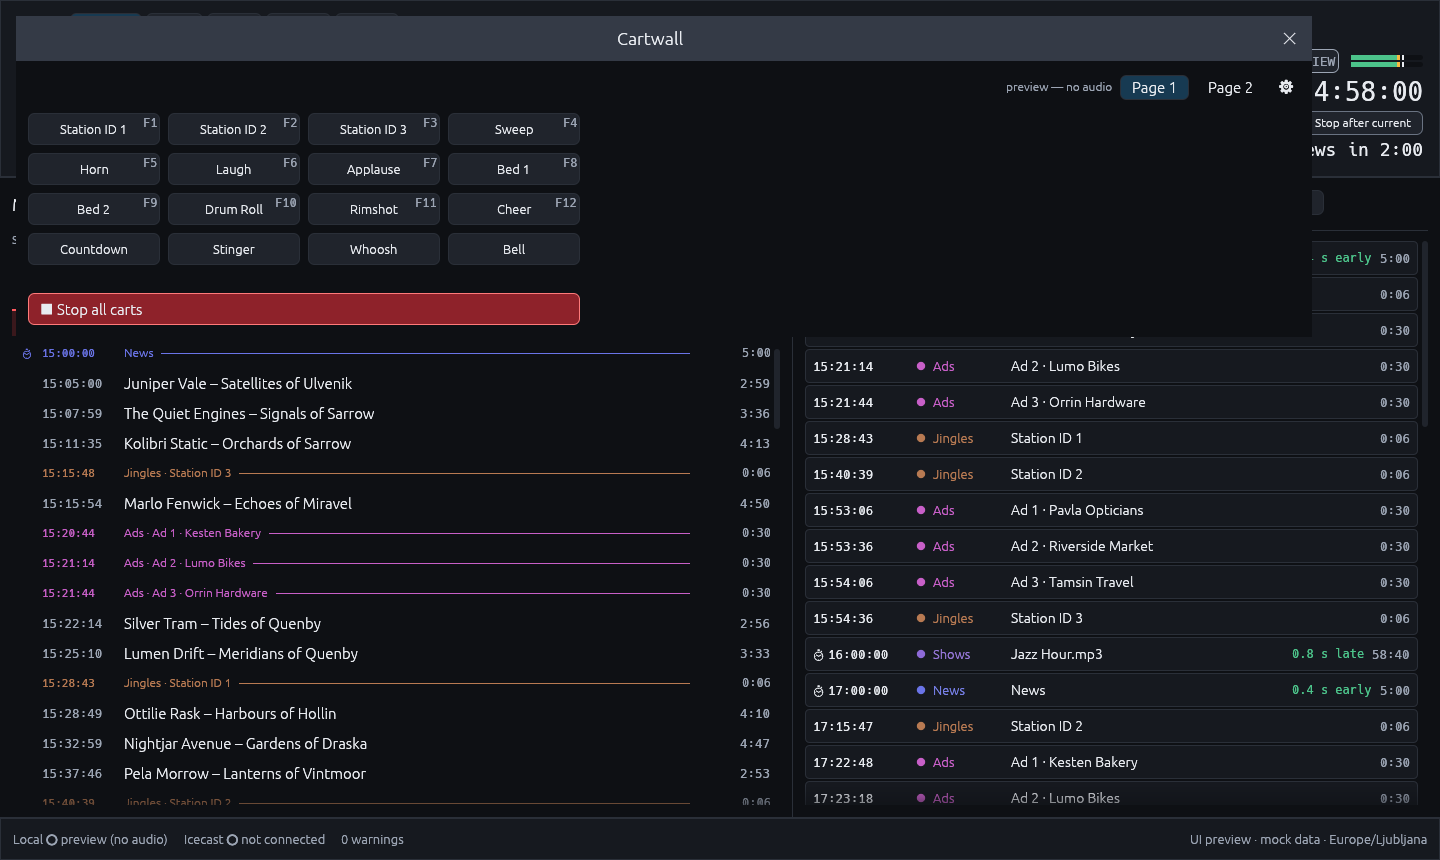 Cartwall
preview — no audio Page 1 Page 2
Station ID 1 F1 Station ID 2 F2 Station ID 3 F3 Sweep F4
Horn F5 Laugh F6 Applause F7 Bed 1 F8
Bed 2 F9 Drum Roll F10 Rimshot F11 Cheer F12
Countdown Stinger Whoosh Bell
Stop all carts
4:58:00
Stop after current
in 2:00
15:00:00 News 5:00
15:05:00 Juniper Vale – Satellites of Ulvenik 2:59
15:07:59 The Quiet Engines – Signals of Sarrow 3:36
15:11:35 Kolibri Static – Orchards of Sarrow 4:13
15:15:48 Jingles · Station ID 3 0:06
15:15:54 Marlo Fenwick – Echoes of Miravel 4:50
15:20:44 Ads · Ad 1 · Kesten Bakery 0:30
15:21:14 Ads · Ad 2 · Lumo Bikes 0:30
15:21:44 Ads · Ad 3 · Orrin Hardware 0:30
15:22:14 Silver Tram – Tides of Quenby 2:56
15:25:10 Lumen Drift – Meridians of Quenby 3:33
15:28:43 Jingles · Station ID 1 0:06
15:28:49 Ottilie Rask – Harbours of Hollin 4:10
15:32:59 Nightjar Avenue – Gardens of Draska 4:47
15:37:46 Pela Morrow – Lanterns of Vintmoor 2:53
15:40:39 Jingles · Station ID 2 0:06
s early 5:00
0:06
0:30
15:21:14 Ads Ad 2 · Lumo Bikes 0:30
15:21:44 Ads Ad 3 · Orrin Hardware 0:30
15:28:43 Jingles Station ID 1 0:06
15:40:39 Jingles Station ID 2 0:06
15:53:06 Ads Ad 1 · Pavla Opticians 0:30
15:53:36 Ads Ad 2 · Riverside Market 0:30
15:54:06 Ads Ad 3 · Tamsin Travel 0:30
15:54:36 Jingles Station ID 3 0:06
16:00:00 Shows Jazz Hour.mp3 0.8 s late 58:40
17:00:00 News News 0.4 s early 5:00
17:15:47 Jingles Station ID 2 0:06
17:22:48 Ads Ad 1 · Kesten Bakery 0:30
17:23:18 Ads Ad 2 · Lumo Bikes 0:30
Local preview (no audio) Icecast not connected 0 warnings
UI preview · mock data · Europe/Ljubljana